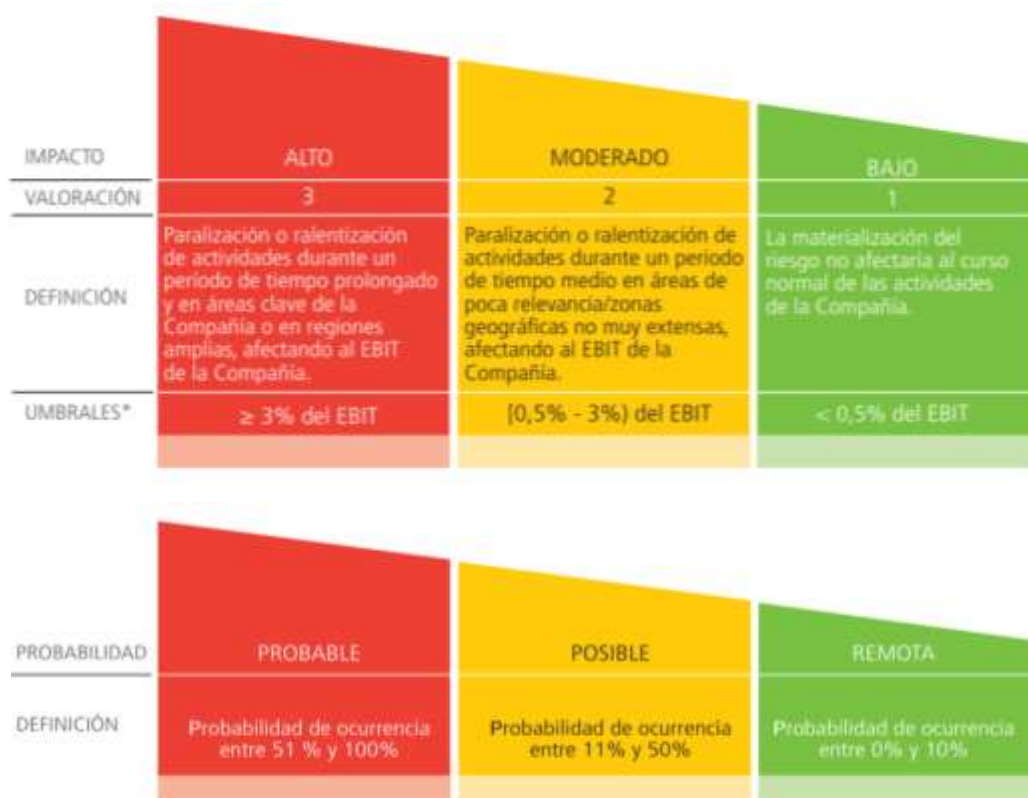 IMPACTO ALTO MODERADO BAJO
VALORACIÓN 3 2 1
DEFINICIÓN
Paralización o ralentización
de actividades durante un
período de tiempo prolongado
y en áreas clave de la
Compañía o en regiones
amplias, afectando al EBIT
de la Compañía.
Paralización o ralentización de
actividades durante un período
de tiempo medio en áreas de
poca relevancia/zonas
geográficas no muy extensas,
afectando al EBIT de la
Compañía.
La materialización del
riesgo no afectaría al curso
normal de las actividades
de la Compañía.
UMBRALES* ≥ 3% del EBIT [0,5% - 3%) del EBIT < 0,5% del EBIT
PROBABILIDAD PROBABLE POSIBLE REMOTA
DEFINICIÓN
Probabilidad de ocurrencia
entre 51 % y 100%
Probabilidad de ocurrencia
entre 11% y 50%
Probabilidad de ocurrencia
entre 0% y 10%